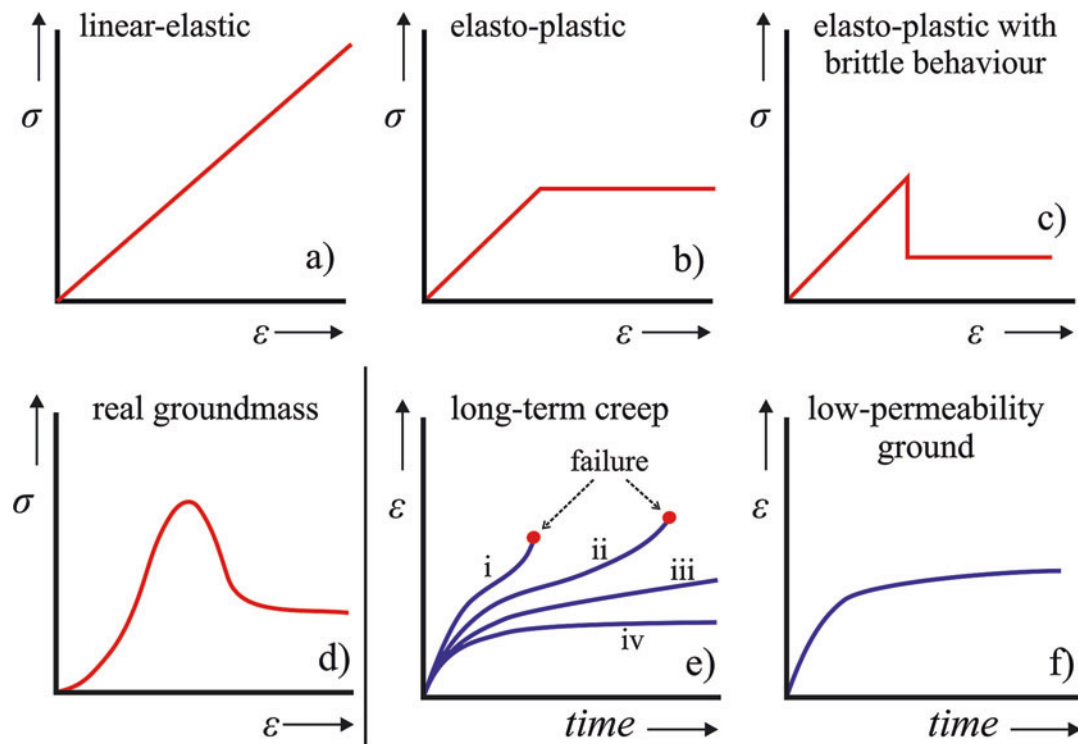 linear-elastic
σ
ε
a)
elasto-plastic
σ
ε
b)
elasto-plastic with
brittle behaviour
σ
ε
c)
real groundmass
σ
ε
d)
long-term creep
failure
ε
i
ii
iii
iv
e)
time
low-permeability
ground
ε
f)
time